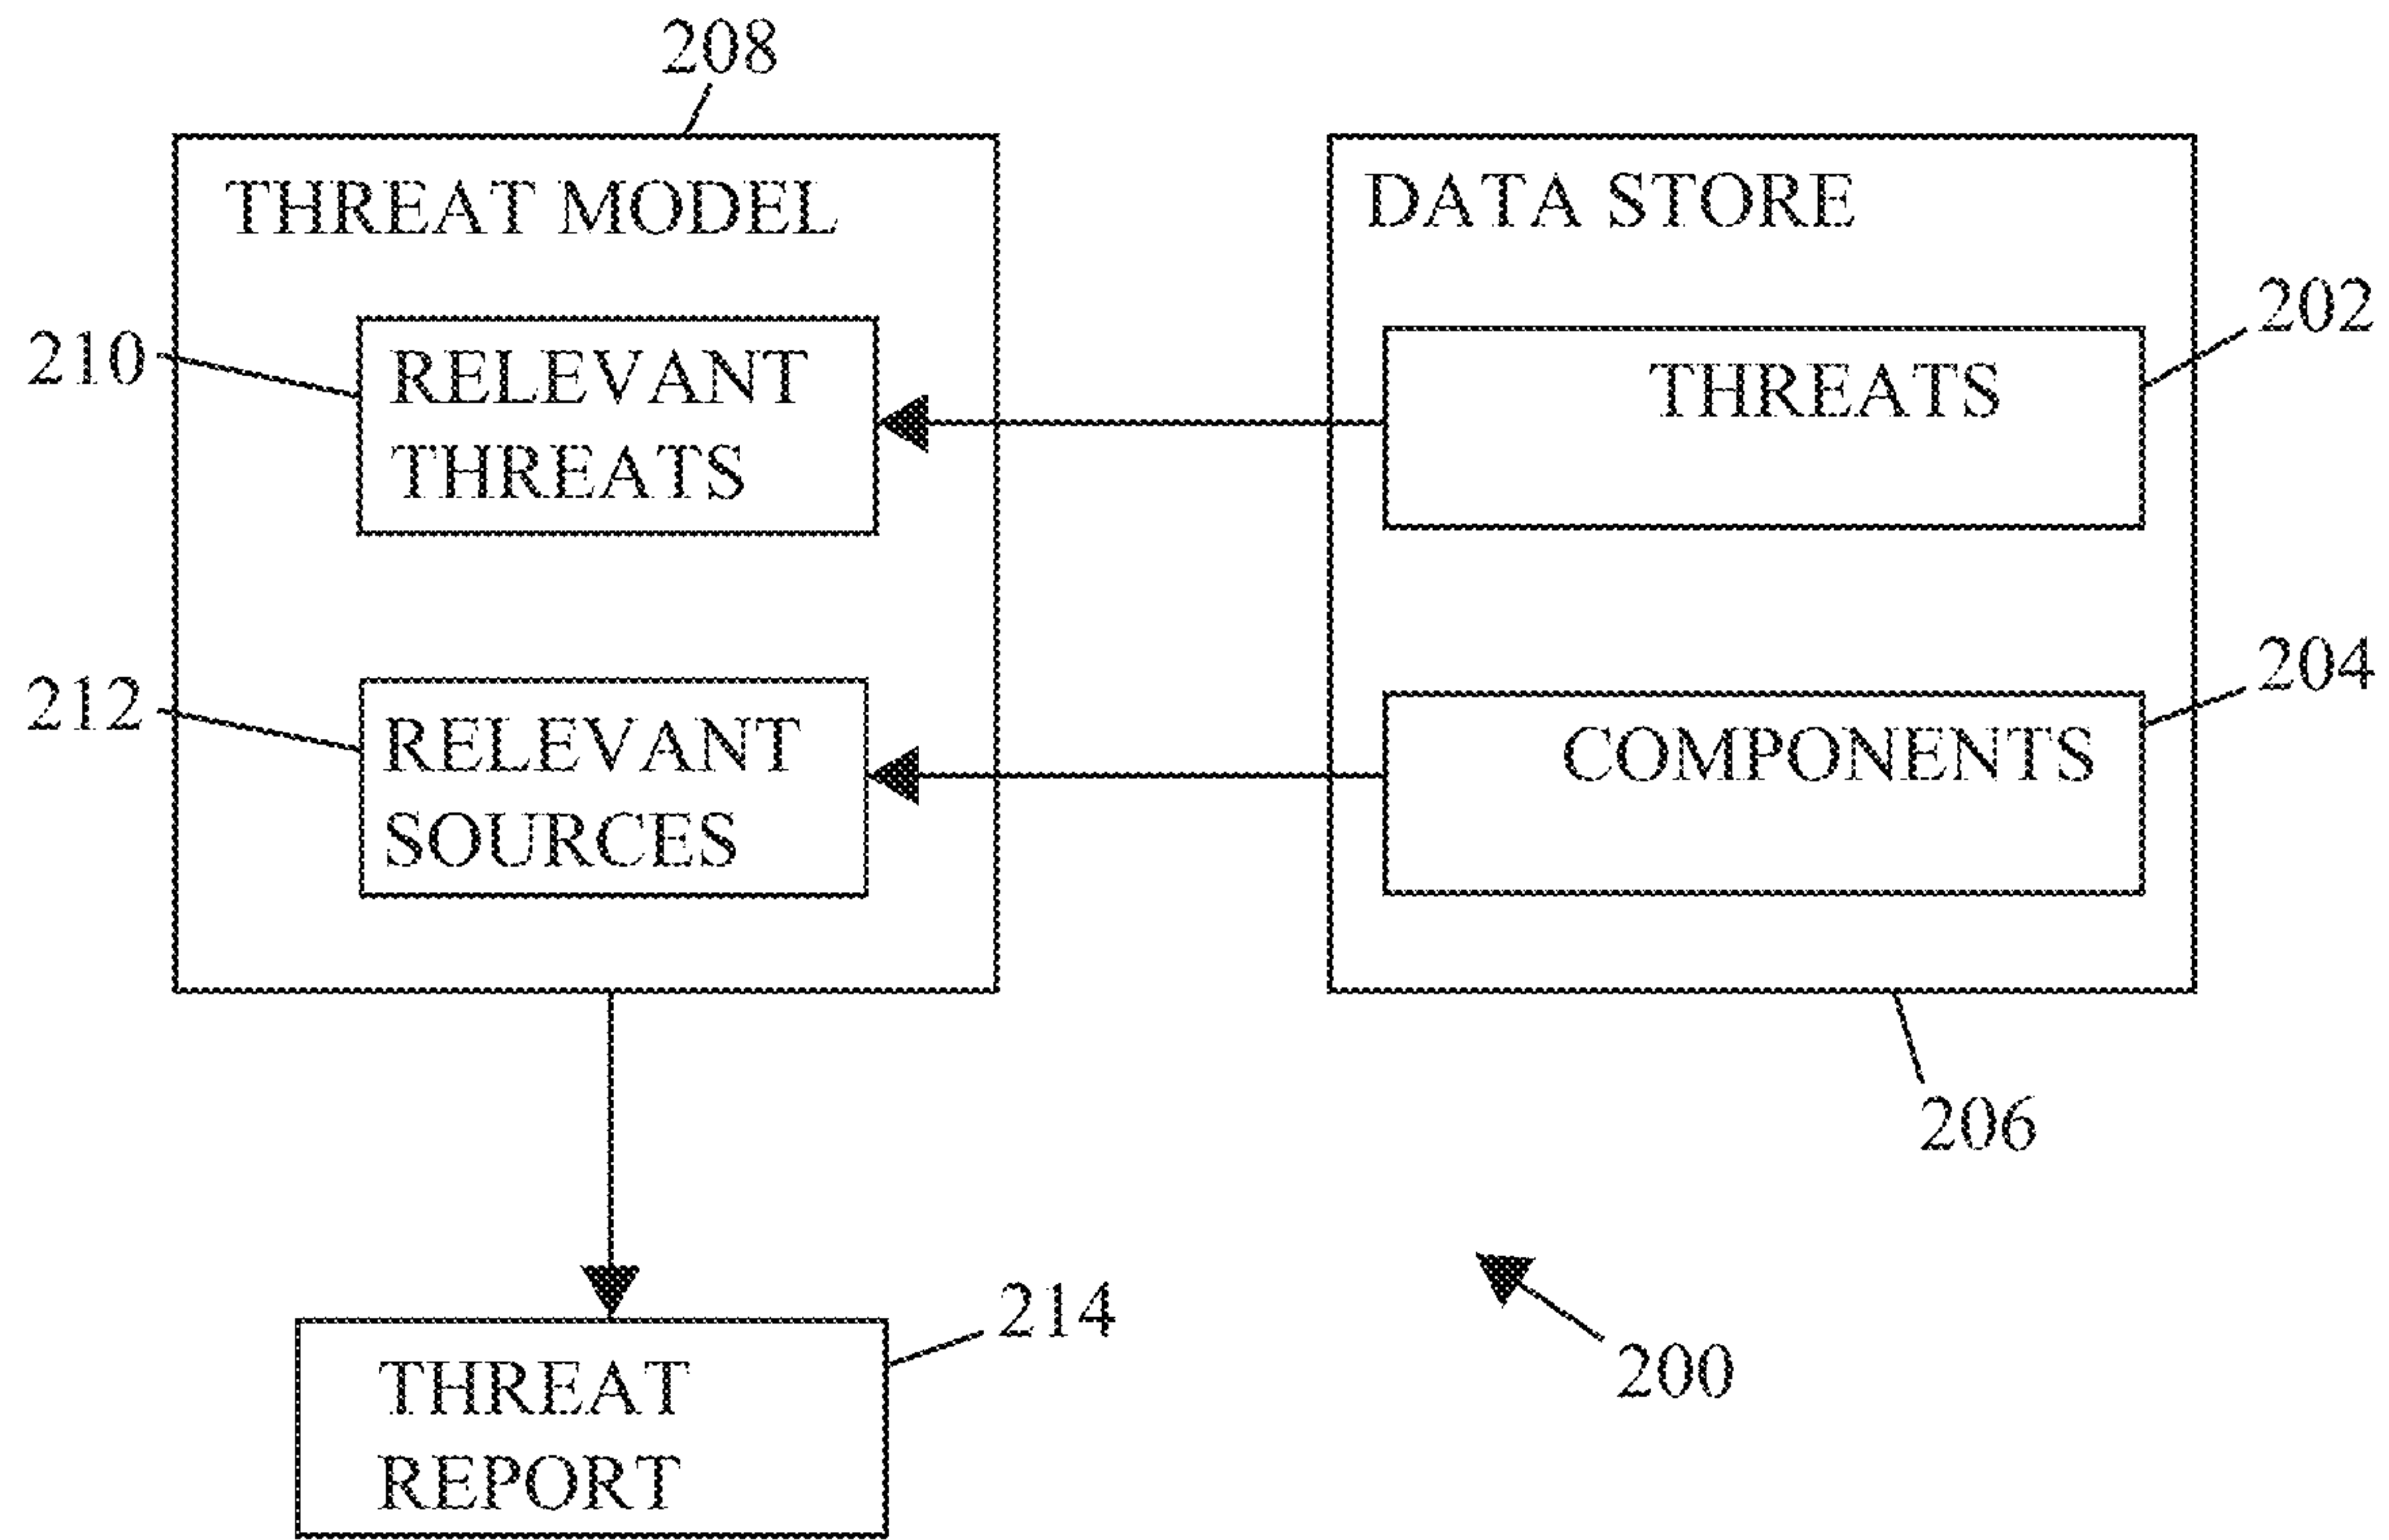 208
THREAT MODEL
DATA STORE
202
210
RELEVANT
THREATS
THREATS
204
212
RELEVANT
SOURCES
COMPONENTS
206
214
THREAT
REPORT
200